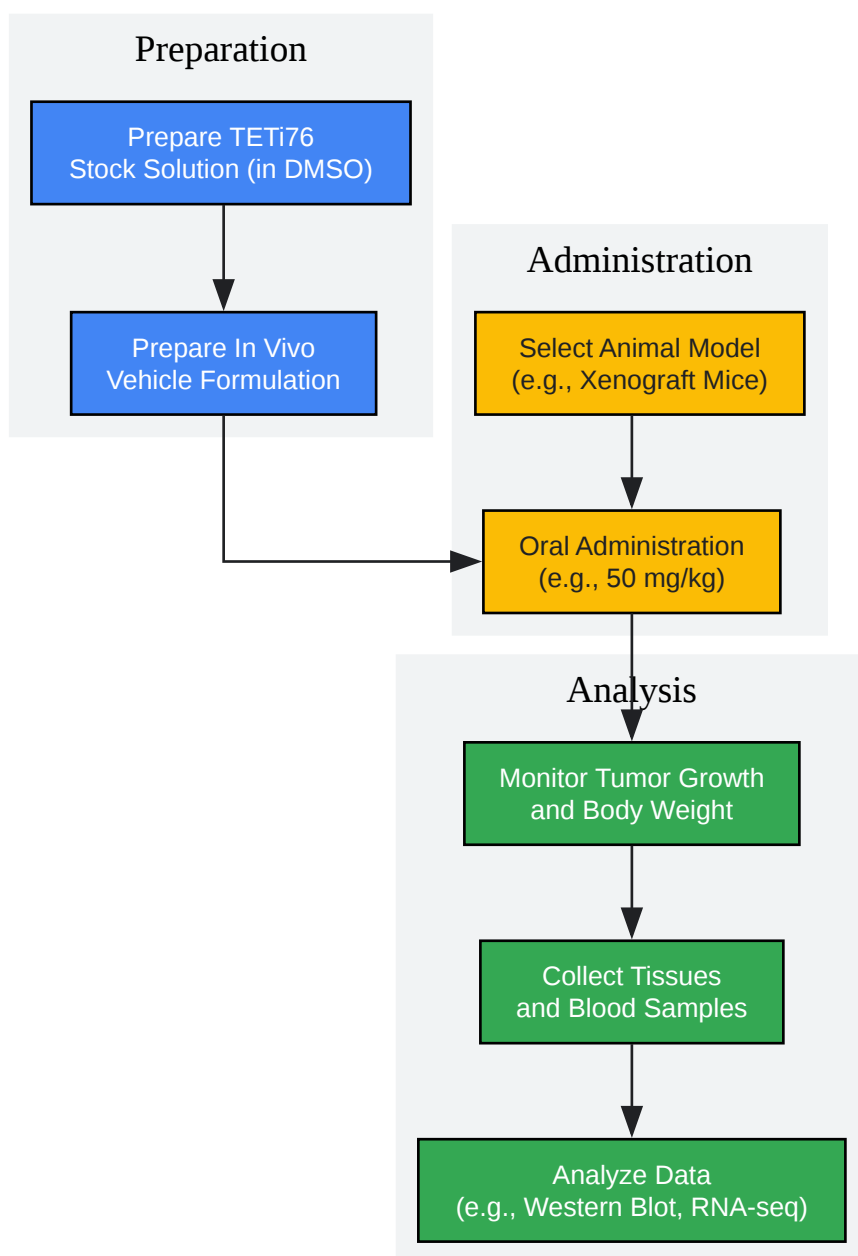 Preparation
Prepare TETi76
Stock Solution (in DMSO)
Prepare In Vivo
Vehicle Formulation
Administration
Select Animal Model
(e.g., Xenograft Mice)
Oral Administration
(e.g., 50 mg/kg)
Analysis
Monitor Tumor Growth
and Body Weight
Collect Tissues
and Blood Samples
Analyze Data
(e.g., Western Blot, RNA-seq)